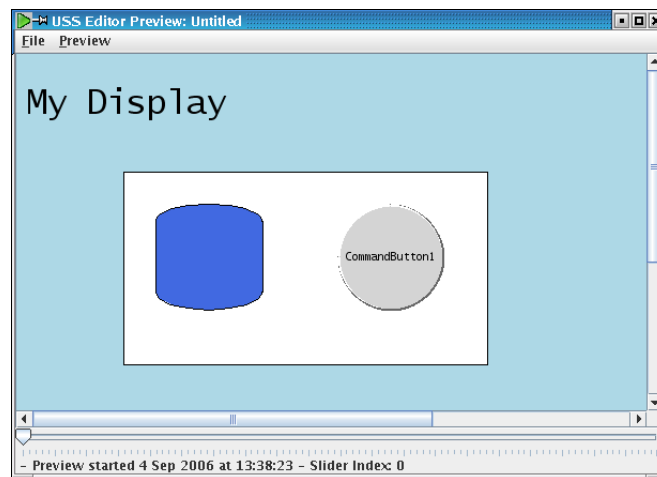 USS Editor Preview: Untitled
File Preview
My Display
CommandButton1
- Preview started 4 Sep 2006 at 13:38:23 - Slider Index: 0